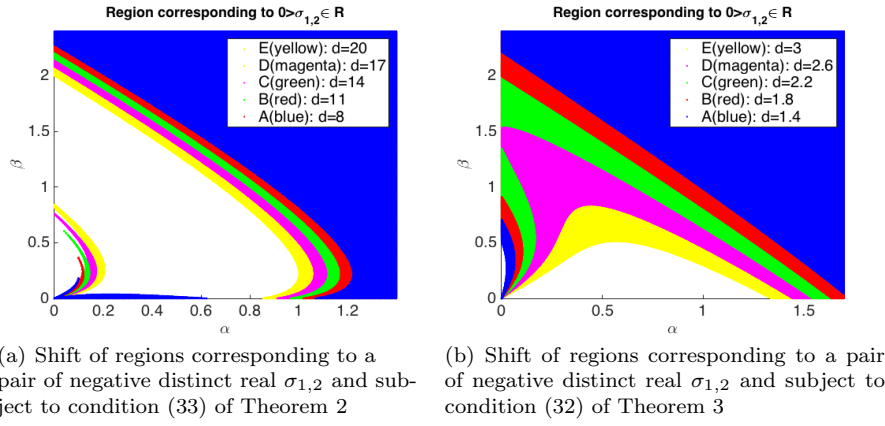 Region corresponding to 0>σ1,2∈ R
E(yellow): d=20
D(magenta): d=17
C(green): d=14
B(red): d=11
A(blue): d=8
2
1.5
1
0.5
0
β
0 0.2 0.4 0.6 0.8 1 1.2
α
(a) Shift of regions corresponding to a
pair of negative distinct real σ1,2 and sub-
ject to condition (33) of Theorem 2
Region corresponding to 0>σ1,2∈ R
E(yellow): d=3
D(magenta): d=2.6
C(green): d=2.2
B(red): d=1.8
A(blue): d=1.4
2
1.5
1
0.5
0
β
0 0.5 1 1.5
α
(b) Shift of regions corresponding to a pair
of negative distinct real σ1,2 and subject to
condition (32) of Theorem 3